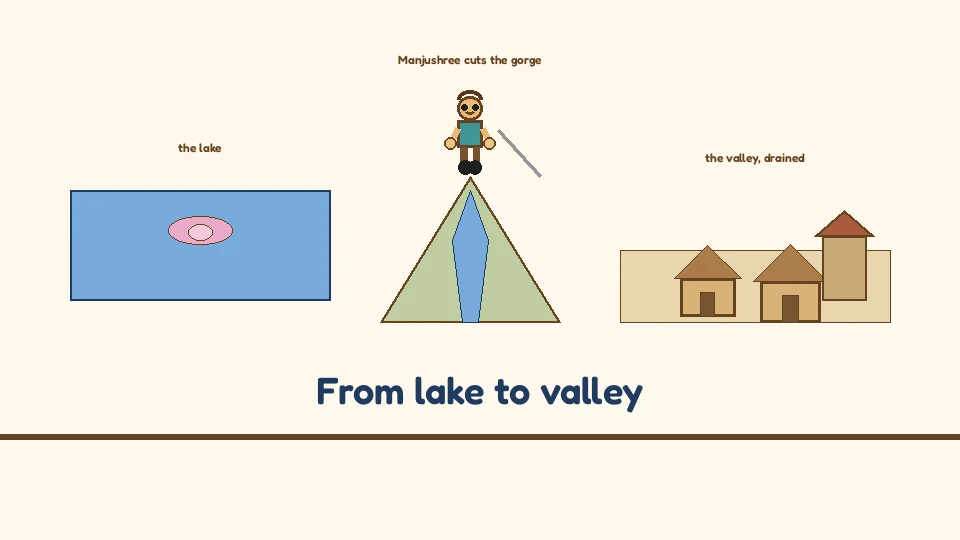 Manjushree cuts the gorge
the lake
the valley, drained
From lake to valley